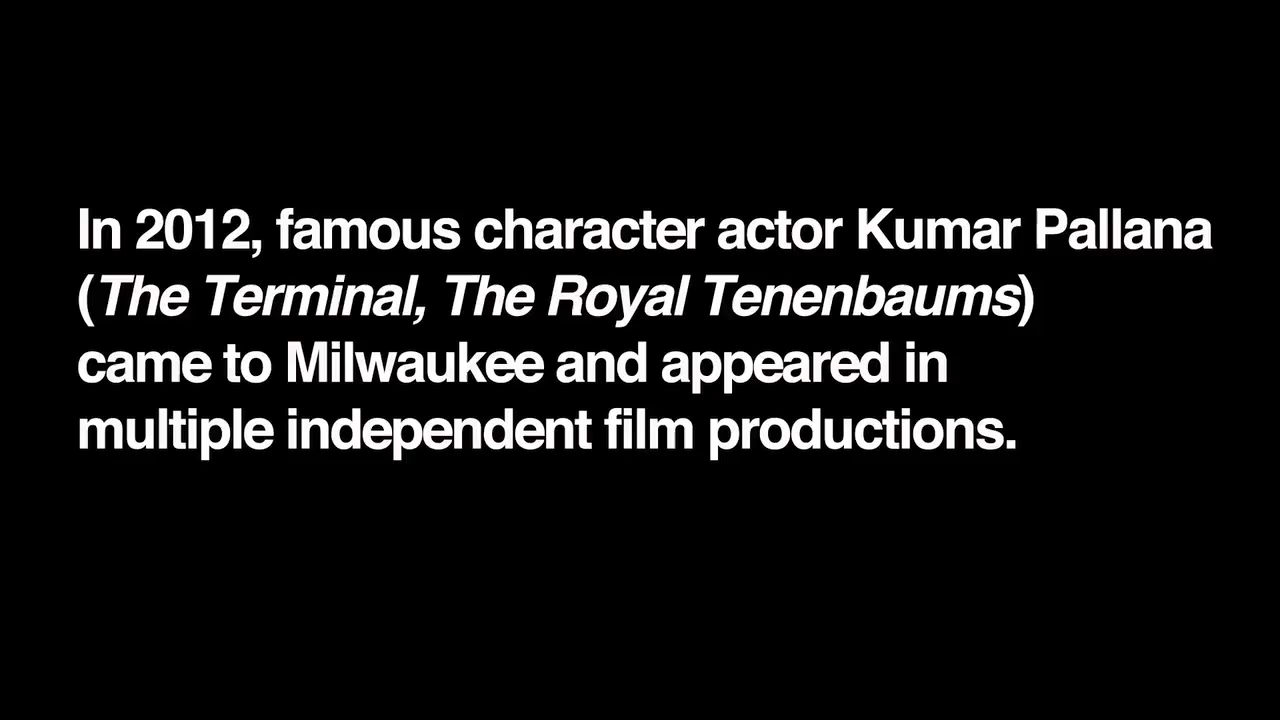 In 2012, famous character actor Kumar Pallana
(The Terminal, The Royal Tenenbaums)
came to Milwaukee and appeared in
multiple independent film productions.